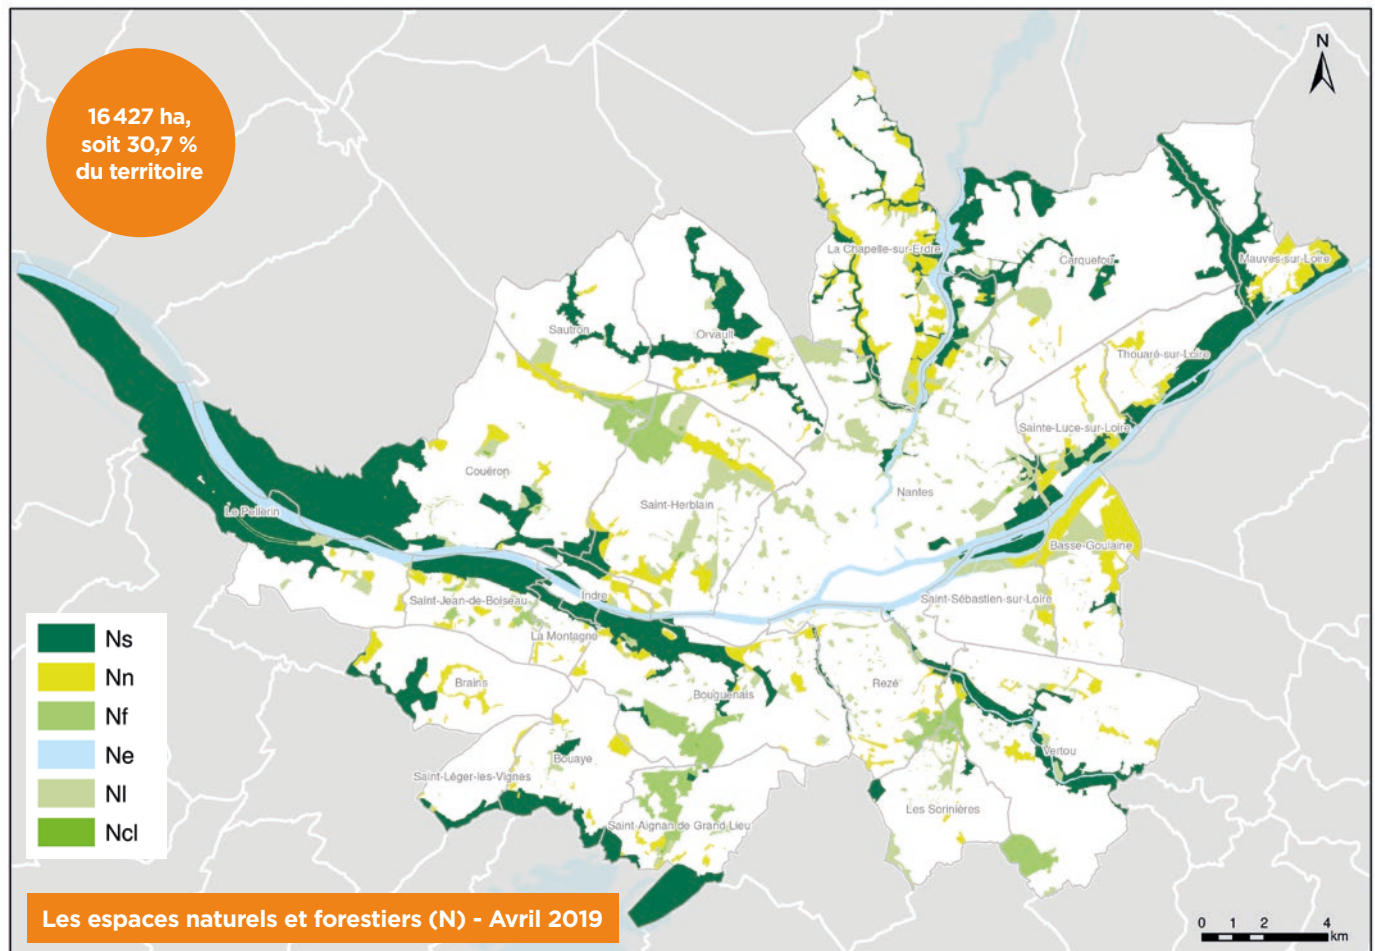 16 427 ha,
soit 30,7 %
du territoire
N
La Chapelle-sur-Erdre
Carquefou
Mauves-sur-Loire
Sautron
Orvault
Thouaré-sur-Loire
Sainte-Luce-sur-Loire
Couëron
Saint-Herblain
Nantes
Le Pellerin
Basse-Goulaine
Saint-Jean-de-Boiseau
Indre
Saint-Sébastien-sur-Loire
La Montagne
Brains
Bouguenais
Rezé
Vertou
Bouaye
Saint-Léger-les-Vignes
Les Sorinières
Saint-Aignan de Grand Lieu
Ns
Nn
Nf
Ne
Nl
Ncl
Les espaces naturels et forestiers (N) - Avril 2019
0 1 2 4
km